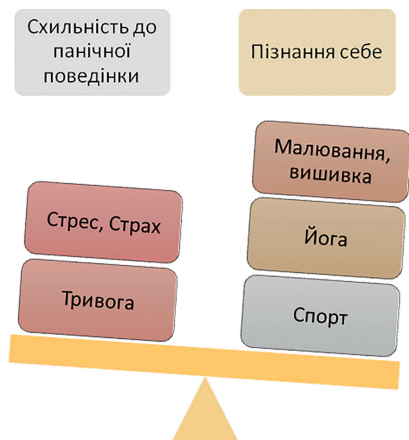 Схильність до
панічної
поведінки
Пізнання себе
Стрес, Страх
Тривога
Малювання,
вишивка
Йога
Спорт